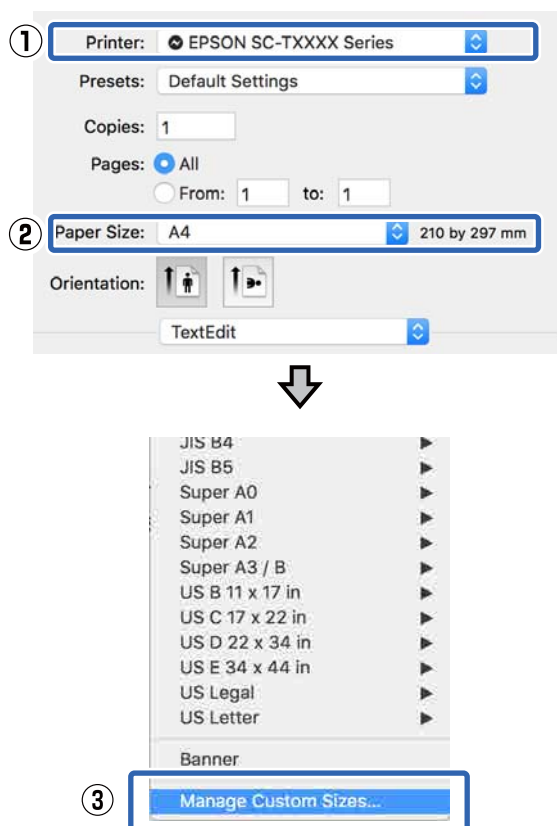 ① Printer: EPSON SC-TXXXX Series
Presets: Default Settings
Copies: 1
Pages: All
From: 1 to: 1
② Paper Size: A4 210 by 297 mm
Orientation:
TextEdit
JIS B4
JIS B5
Super A0
Super A1
Super A2
Super A3 / B
US B 11 x 17 in
US C 17 x 22 in
US D 22 x 34 in
US E 34 x 44 in
US Legal
US Letter
Banner
③ Manage Custom Sizes...